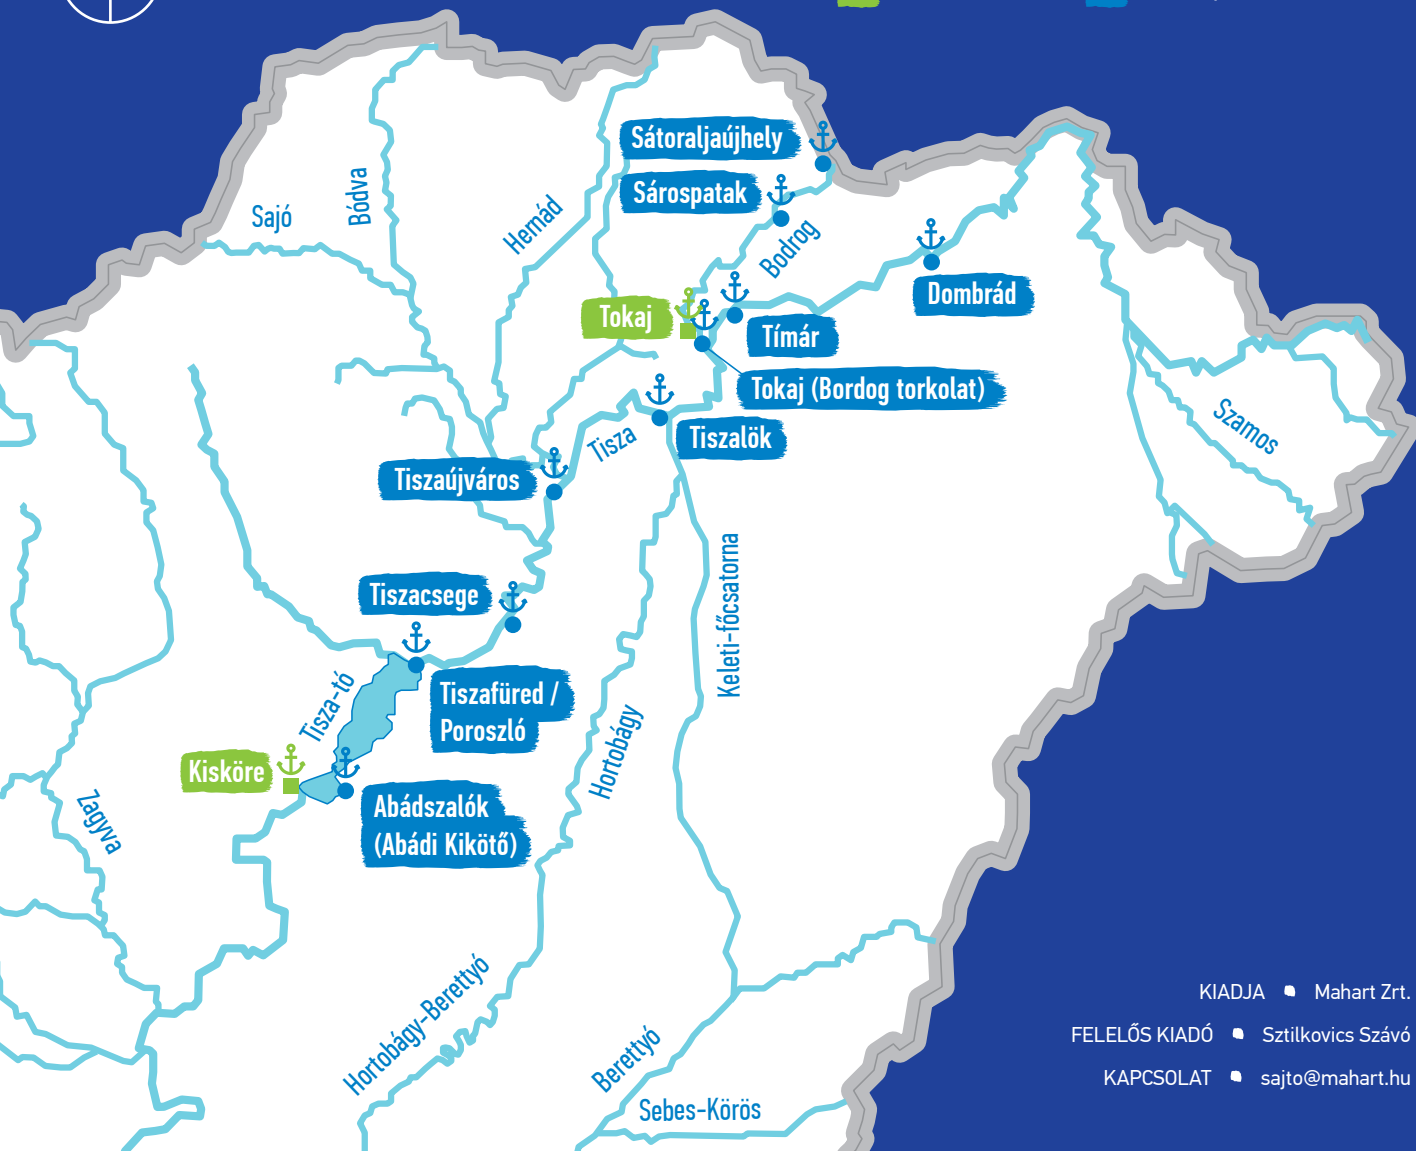 Sátoraljaújhely
Sárospatak
Sajó
Bódva
Hernád
Bodrog
Dombrád
Tokaj
Tímár
Tokaj (Bordog torkolat)
Szamos
Tisza
Tiszalök
Tiszaújváros
Keleti-főcsatorna
Tiszacsege
Tisza-tó
Tiszafüred /
Poroszló
Hortobágy
Kisköre
Abádszalók
(Abádi Kikötő)
Zagyva
Hortobágy-Berettyó
Berettyó
Sebes-Körös
KIADJA Mahart Zrt.
FELELŐS KIADÓ Sztilkovics Szávó
KAPCSOLAT sajto@mahart.hu